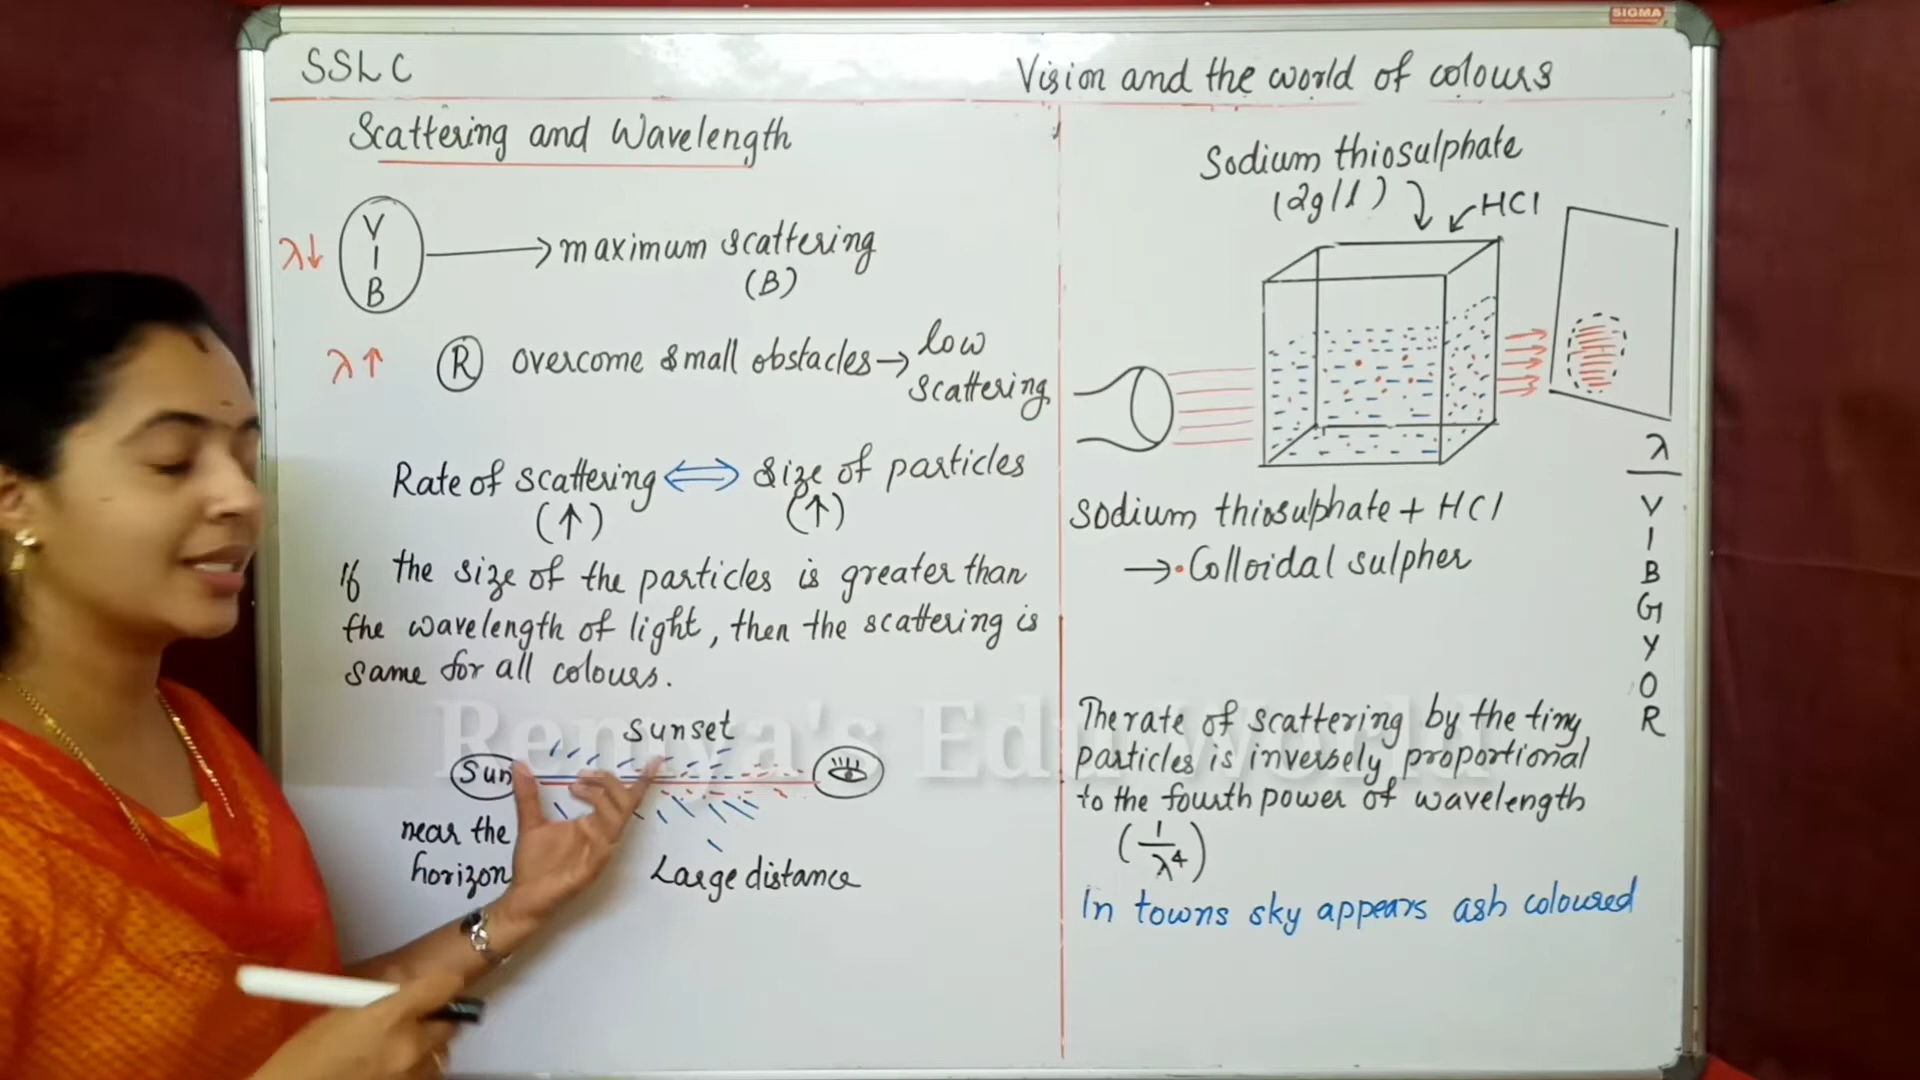 SIGMA
SSLC
Vision and the world of colours
Scattering and Wavelength
λ↓
V
I
B
→ maximum scattering
(B)
λ↑ R overcome small obstacles → low
scattering
Rate of scattering ⇔ Size of particles
(↑) (↑)
If the size of the particles is greater than
the wavelength of light, then the scattering is
same for all colours.
Sunset
Sun
near the
horizon
Large distance
Sodium thiosulphate
(2g/l)
HCl
Sodium thiosulphate + HCl
→ Colloidal sulpher
λ
V
I
B
G
Y
O
R
The rate of scattering by the tiny
particles is inversely proportional
to the fourth power of wavelength
(1/λ⁴)
In towns sky appears ash coloured
Remya's Edu World